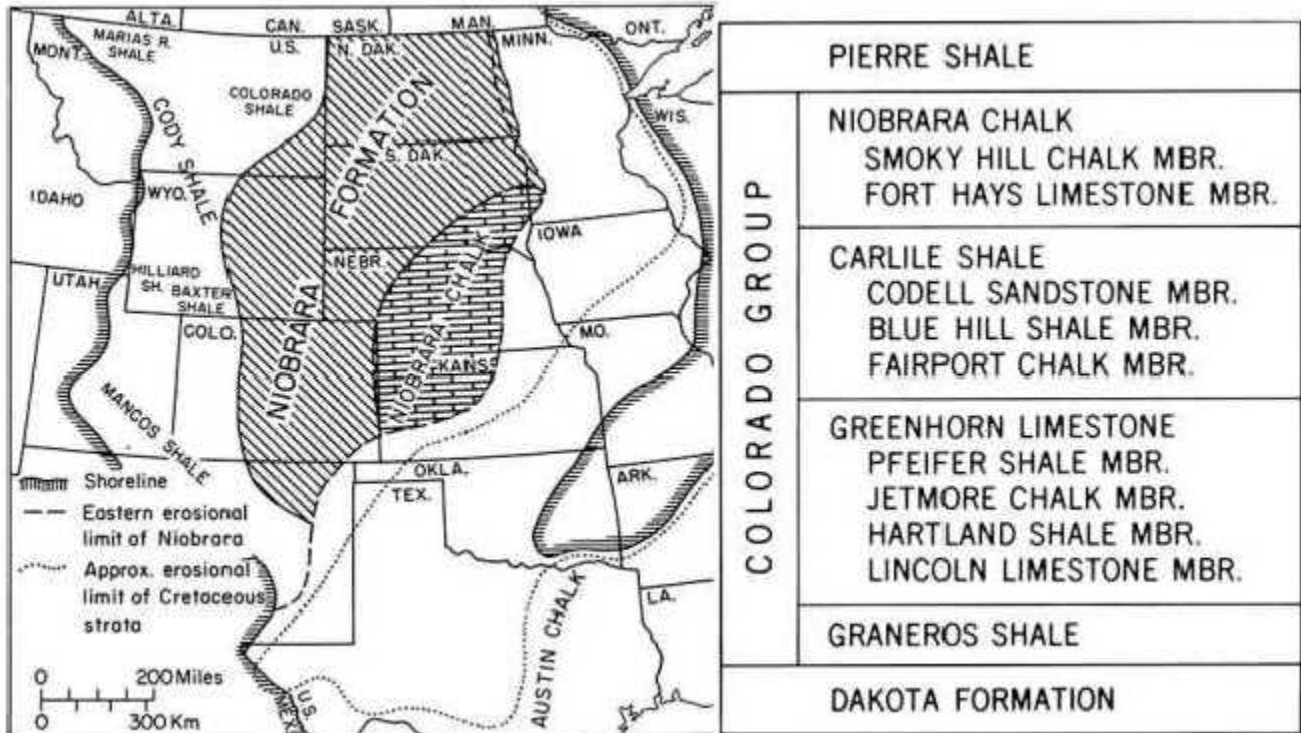 ALTA.
CAN.
SASK.
MAN.
ONT.
MARIAS R.
SHALE
U.S.
N. DAK.
MINN.
MONT.
COLORADO
SHALE
WIS.
CODY SHALE
FORMATON
S. DAK.
IDAHO
WYO.
IOWA
NEBR.
UTAH
HILLIARD
SH. BAXTER
SHALE
NIOBRARA
NIOBRARA CHALK
COLO.
MO.
KANS.
MANCOS SHALE
OKLA.
ARK.
TEX.
Shoreline
Eastern erosional
limit of Niobrara
Approx. erosional
limit of Cretaceous
strata
LA.
AUSTIN CHALK
0 200 Miles
0 300 Km
U.S.
MEX.
PIERRE SHALE
COLORADO GROUP
NIOBRARA CHALK
SMOKY HILL CHALK MBR.
FORT HAYS LIMESTONE MBR.
CARLILE SHALE
CODELL SANDSTONE MBR.
BLUE HILL SHALE MBR.
FAIRPORT CHALK MBR.
GREENHORN LIMESTONE
PFEIFER SHALE MBR.
JETMORE CHALK MBR.
HARTLAND SHALE MBR.
LINCOLN LIMESTONE MBR.
GRANEROS SHALE
DAKOTA FORMATION